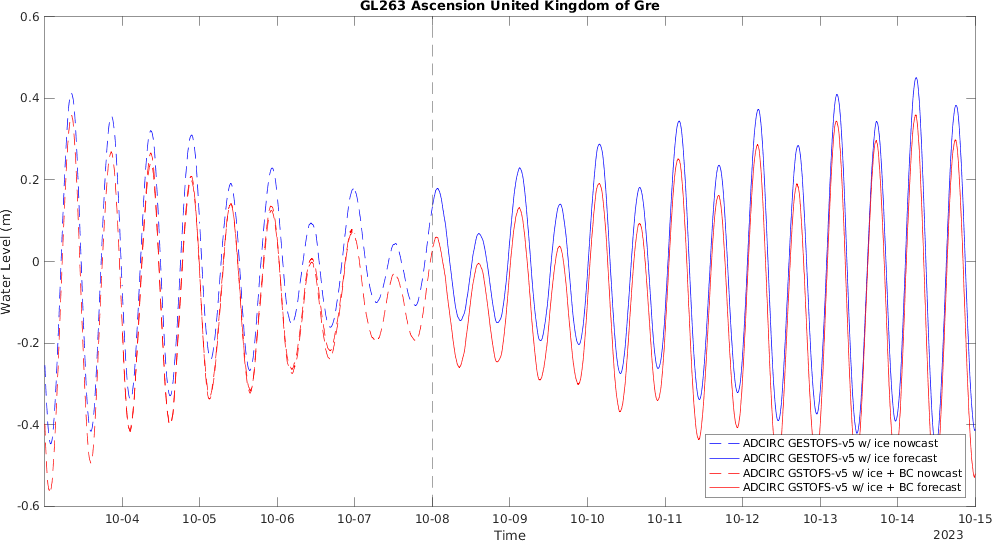 GL263 Ascension United Kingdom of Gre
Water Level (m)
0.6
0.4
0.2
0
-0.2
-0.4
-0.6
ADCIRC GESTOFS-v5 w/ ice nowcast
ADCIRC GESTOFS-v5 w/ ice forecast
ADCIRC GSTOFS-v5 w/ ice + BC nowcast
ADCIRC GSTOFS-v5 w/ ice + BC forecast
10-04 10-05 10-06 10-07 10-08 10-09 10-10 10-11 10-12 10-13 10-14 10-15
Time
2023